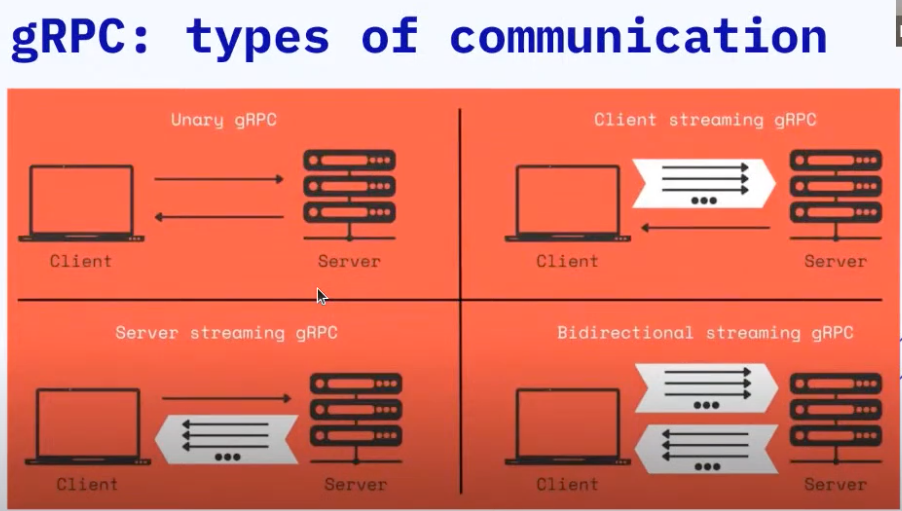 gRPC: types of communication
Unary gRPC
Client
Server
Client streaming gRPC
Client
Server
Server streaming gRPC
Client
Server
Bidirectional streaming gRPC
Client
Server